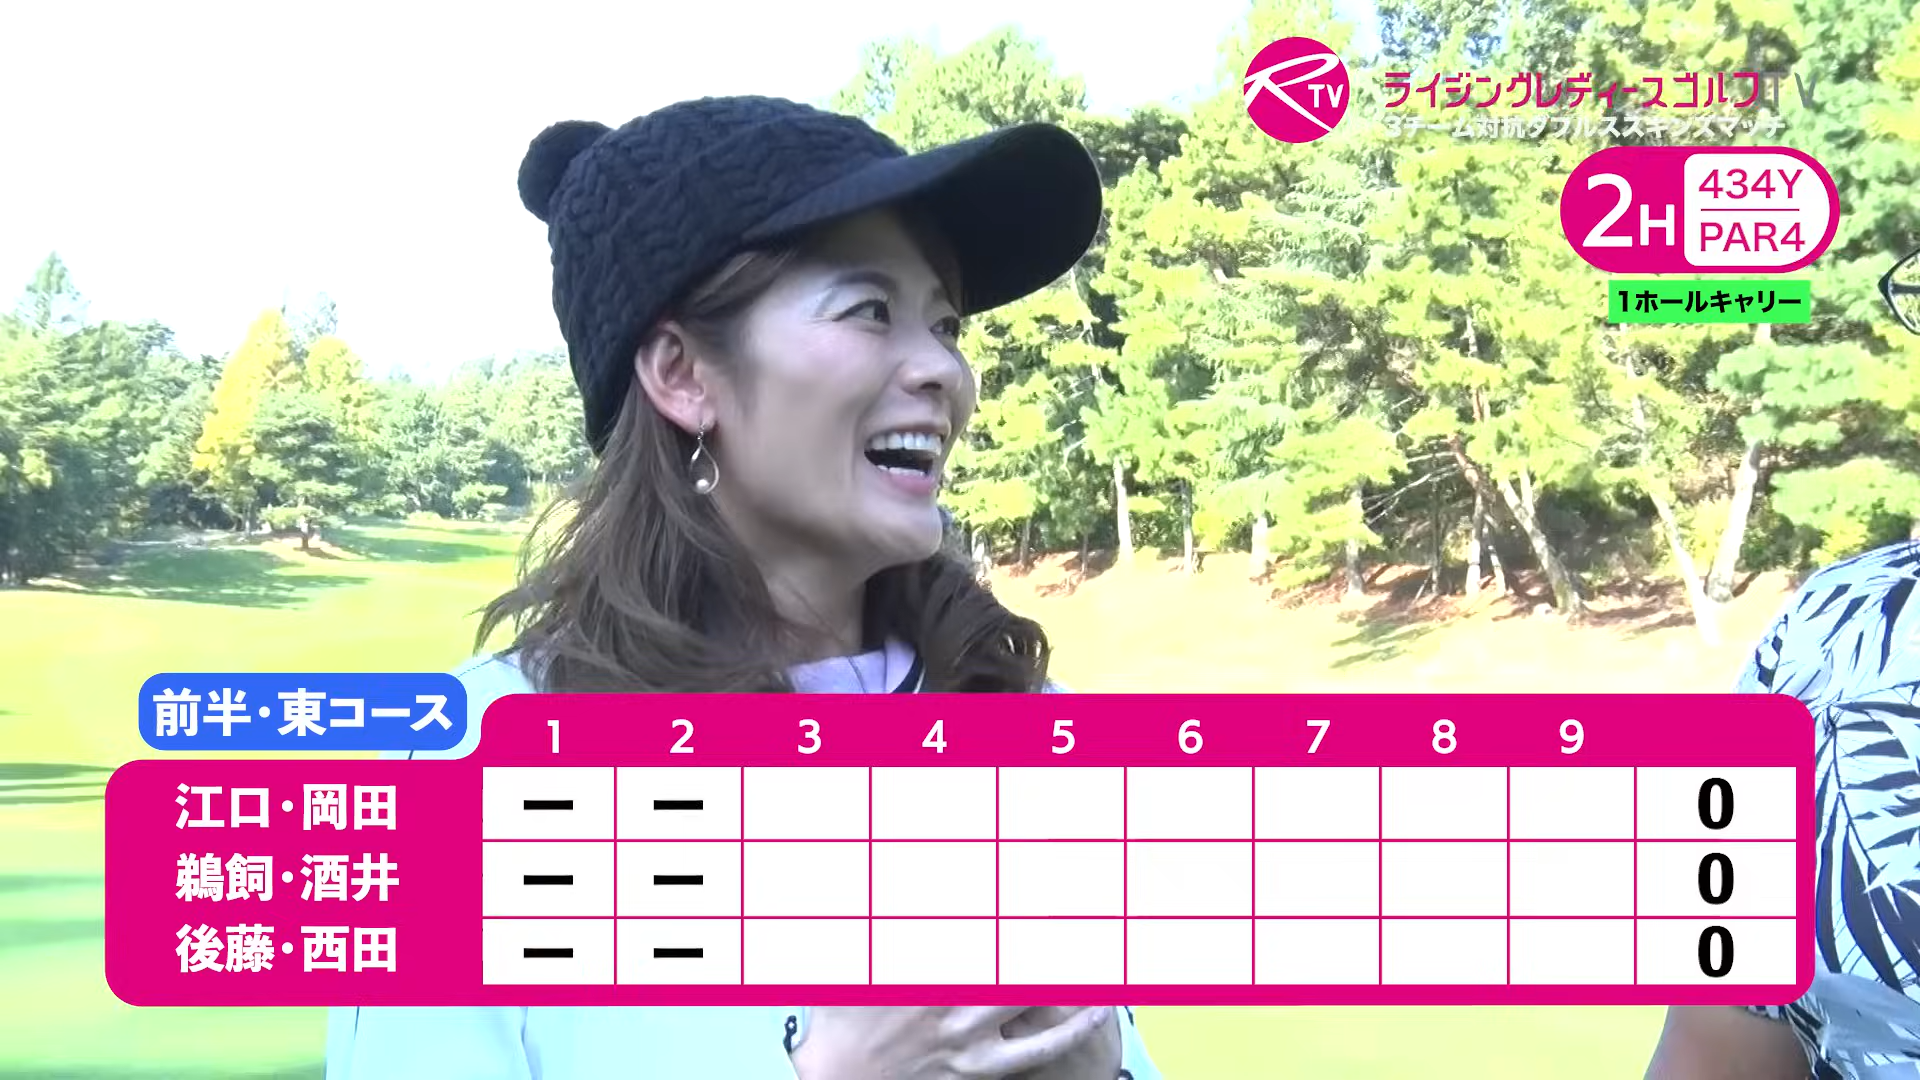 RTV
ライジングレディースゴルフTV
3チーム対抗ダブルススキンズマッチ
2H
434Y
PAR4
1ホールキャリー
前半・東コース
1 2 3 4 5 6 7 8 9
江口・岡田 ー ー 0
鵜飼・酒井 ー ー 0
後藤・西田 ー ー 0